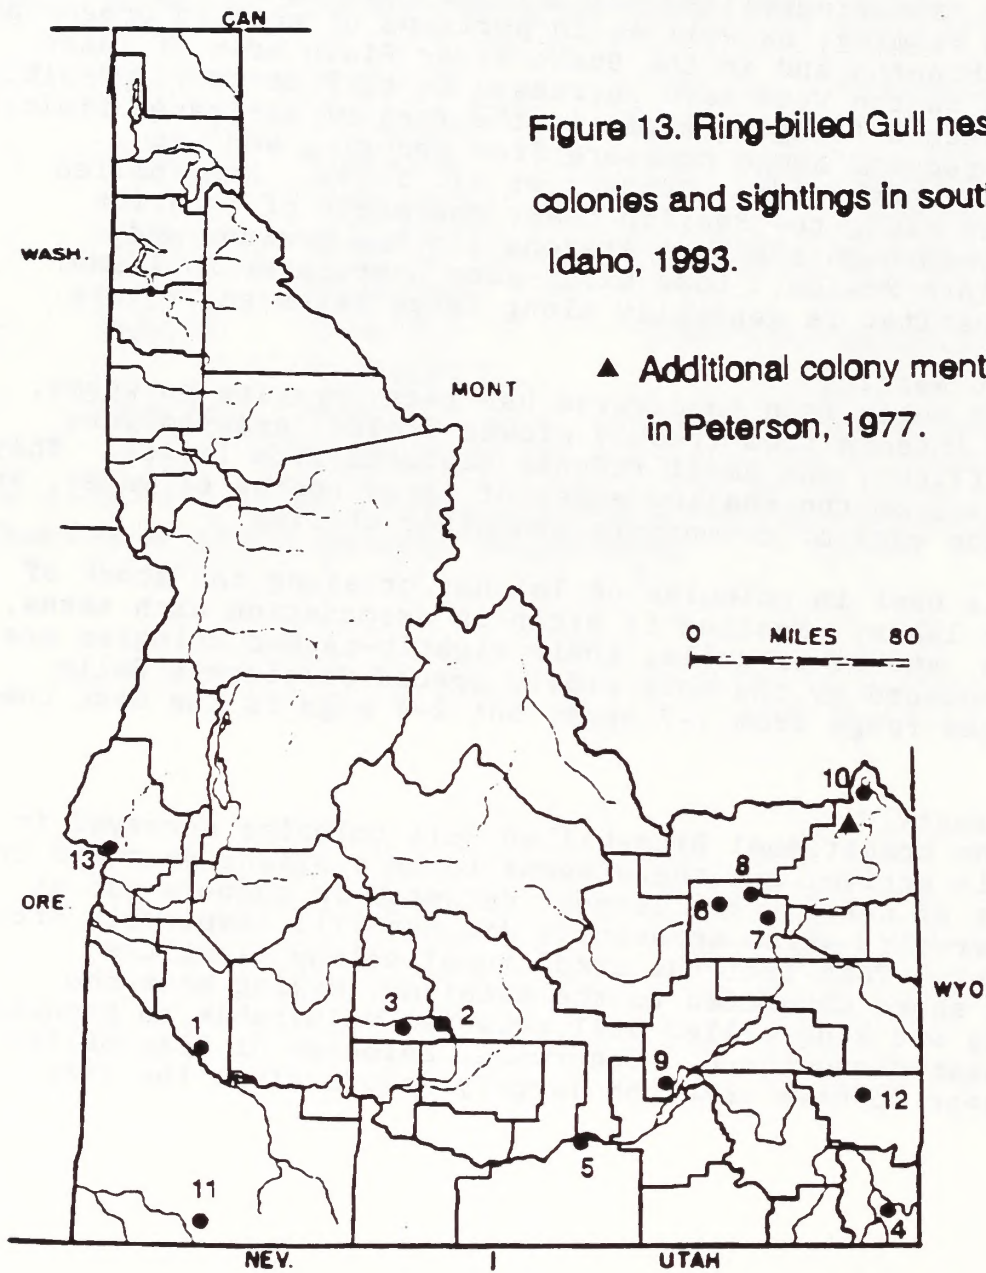 CAN
Figure 13. Ring-billed Gull nes
colonies and sightings in sout
Idaho, 1993.
WASH.
▲ Additional colony ment
in Peterson, 1977.
MONT
0 MILES 80
10
13
8
6
7
ORE.
WYO
3
2
1
9
12
5
11
4
NEV.
UTAH